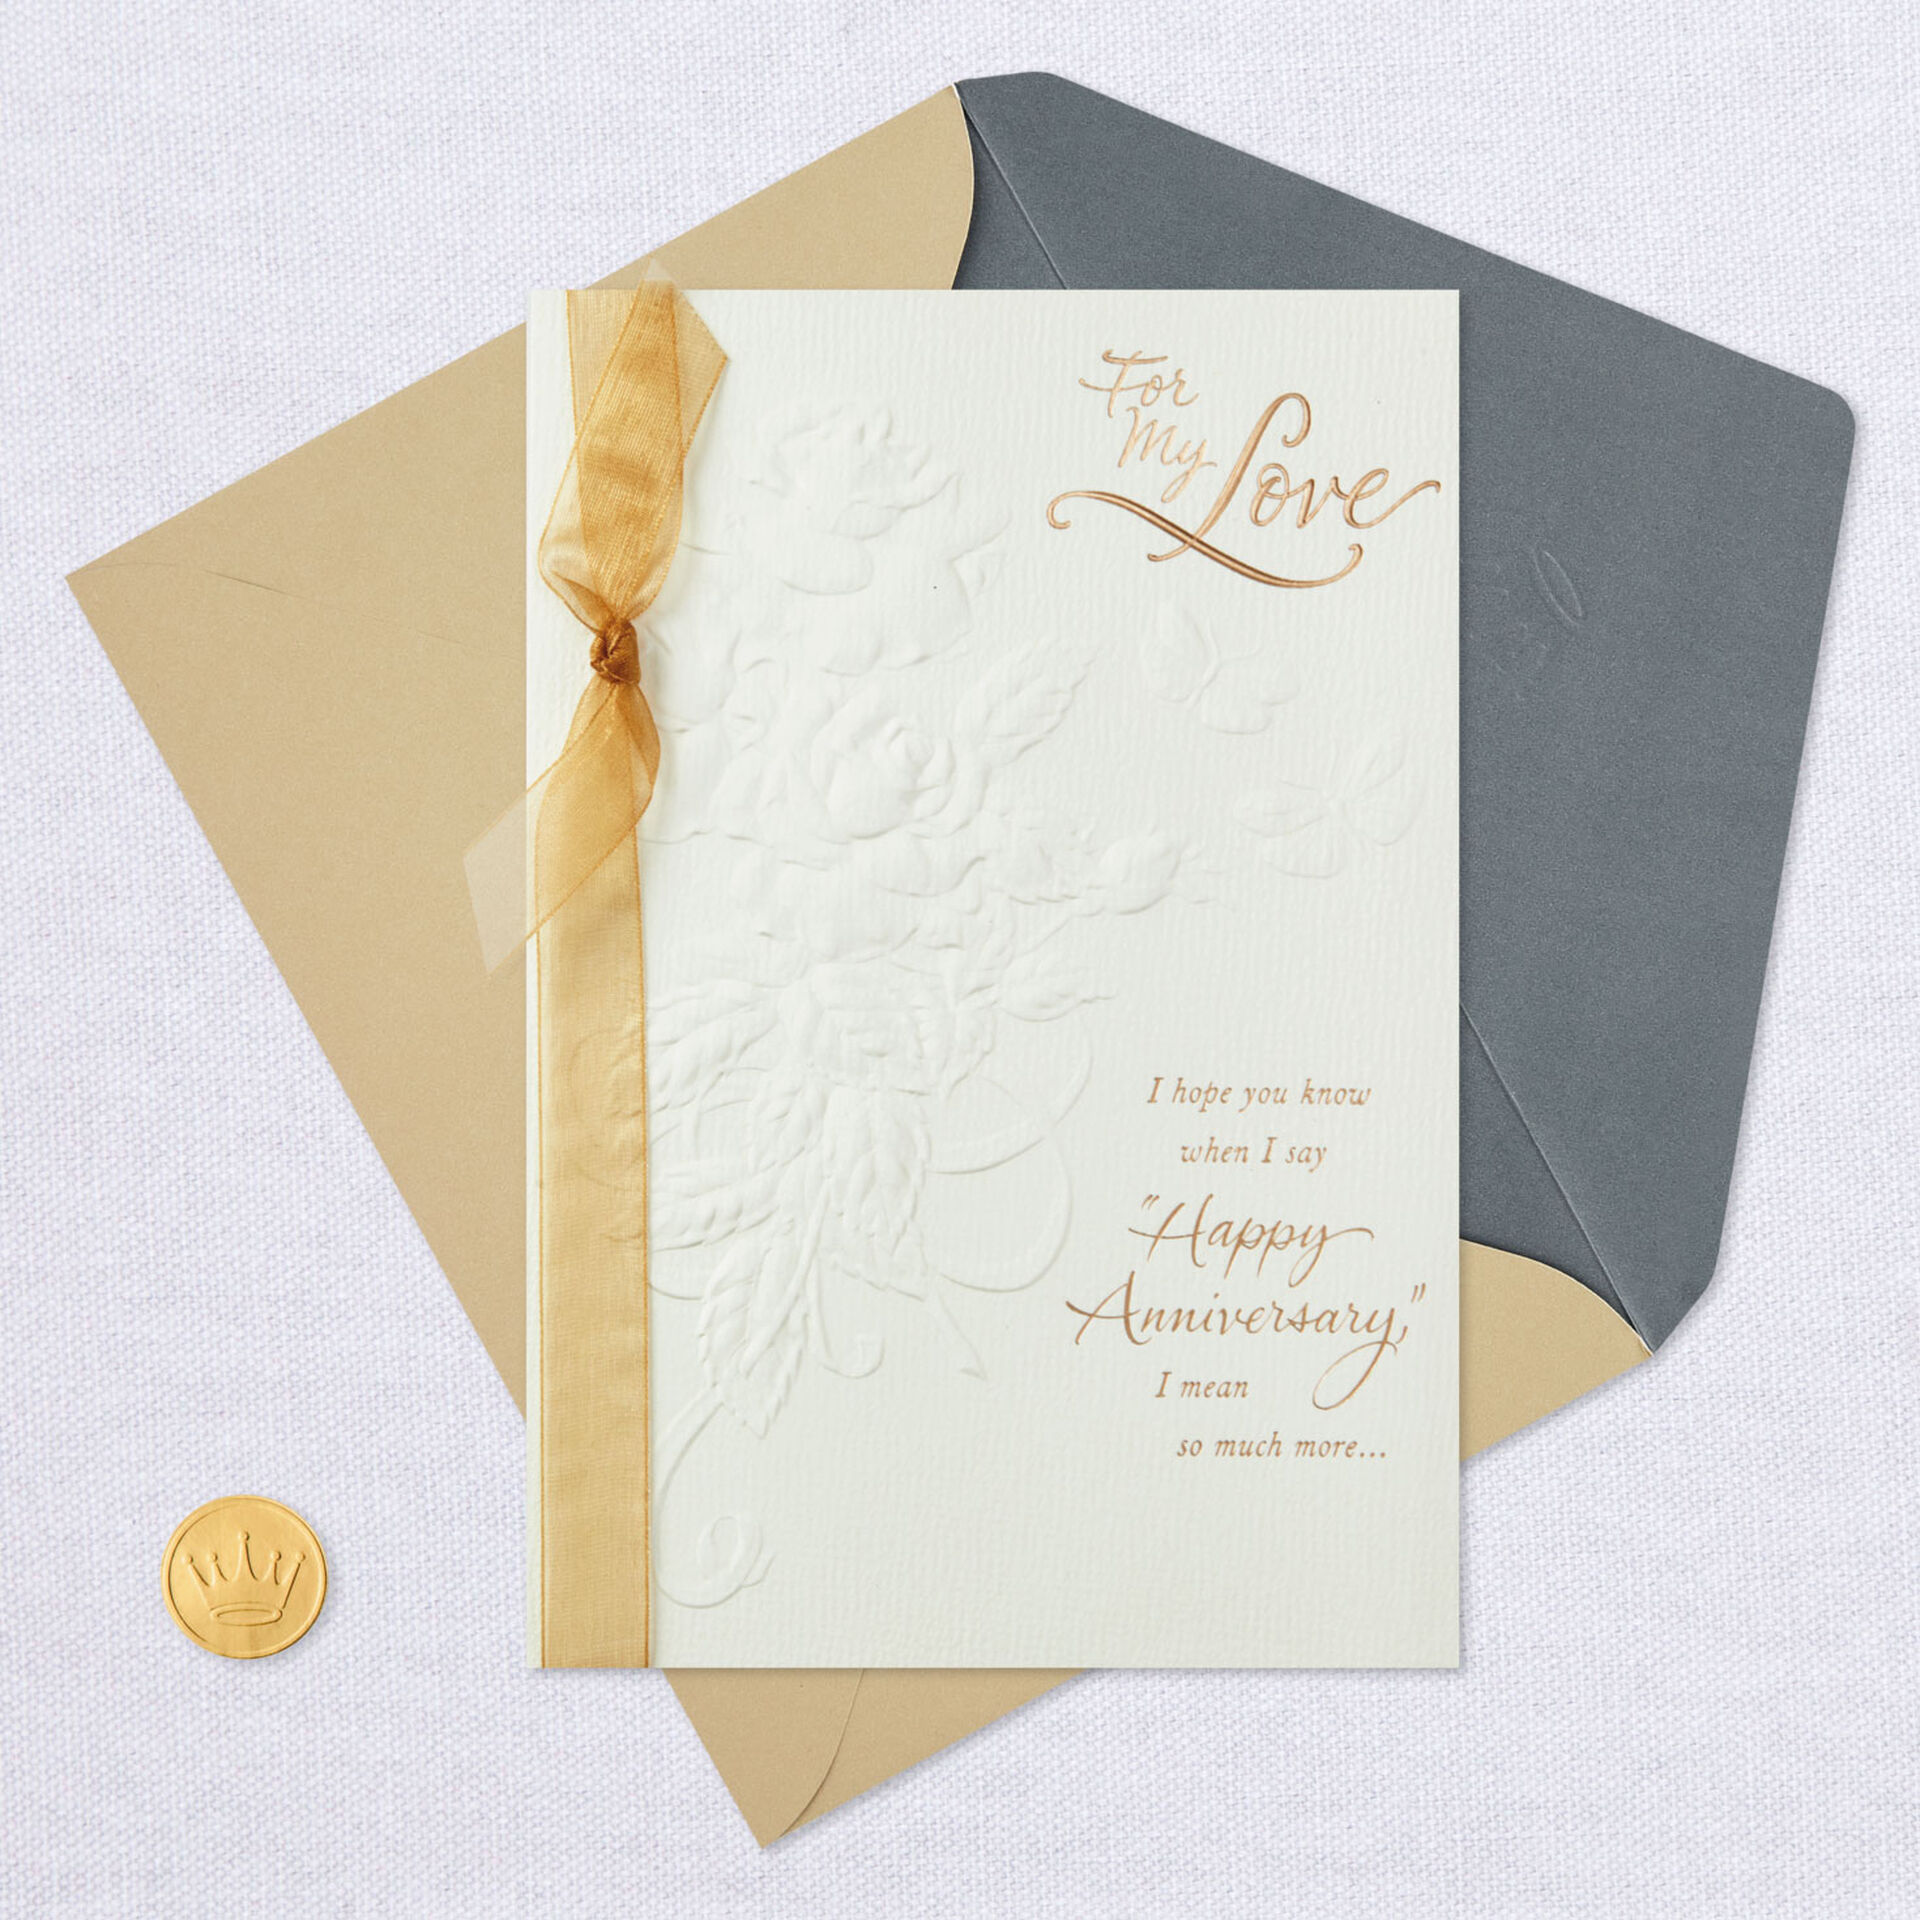 For
My Love
I hope you know
when I say
"Happy
Anniversary,"
I mean
so much more...